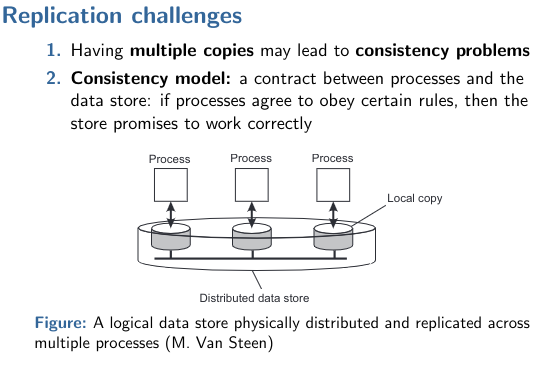 Replication challenges
1. Having multiple copies may lead to consistency problems
2. Consistency model: a contract between processes and the
data store: if processes agree to obey certain rules, then the
store promises to work correctly
Process Process Process
Local copy
Distributed data store
Figure: A logical data store physically distributed and replicated across
multiple processes (M. Van Steen)